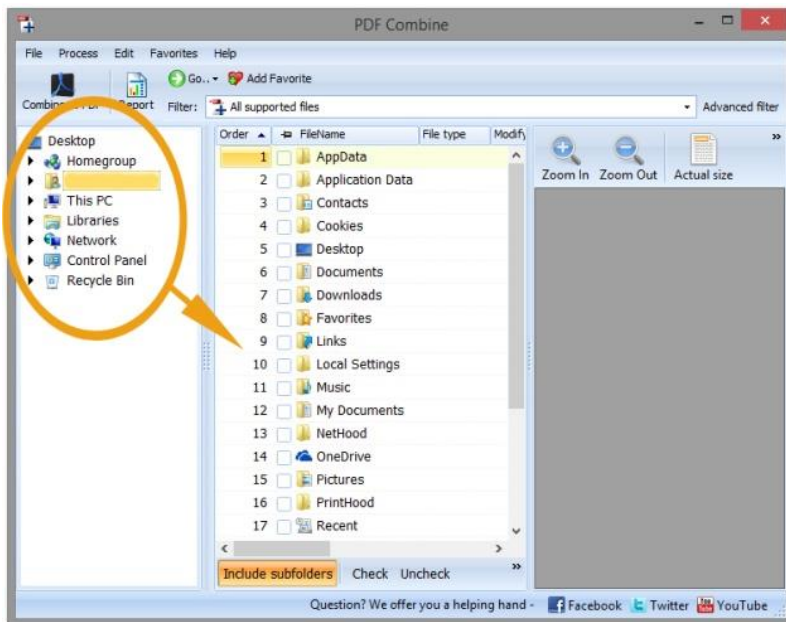 PDF Combine
File Process Edit Favorites Help
Go.. Add Favorite
Report Filter: All supported files Advanced filter
Desktop
Homegroup
This PC
Libraries
Network
Control Panel
Recycle Bin
Order FileName File type Modify
1 AppData
2 Application Data
3 Contacts
4 Cookies
5 Desktop
6 Documents
7 Downloads
8 Favorites
9 Links
10 Local Settings
11 Music
12 My Documents
13 NetHood
14 OneDrive
15 Pictures
16 PrintHood
17 Recent
Include subfolders Check Uncheck
Zoom In Zoom Out Actual size
Question? We offer you a helping hand - Facebook Twitter YouTube